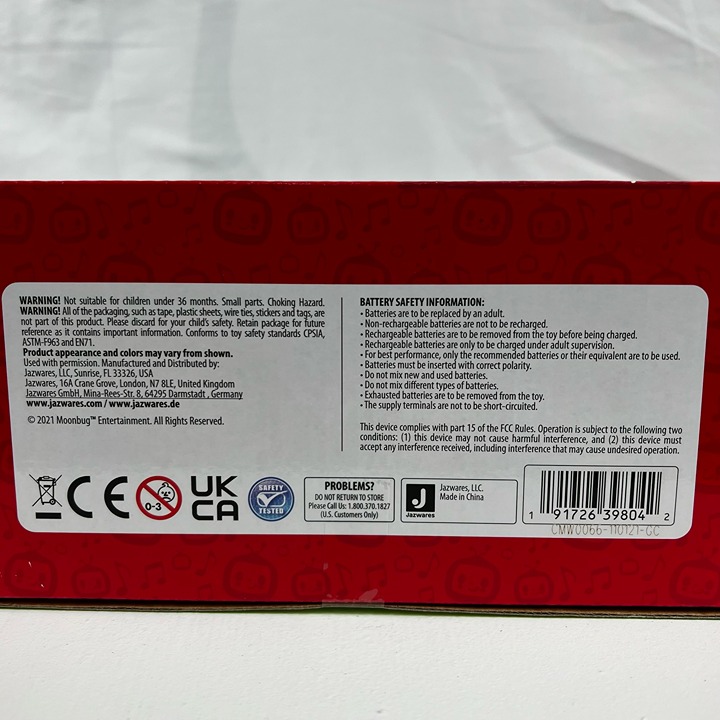 WARNING! Not suitable for children under 36 months. Small parts. Choking Hazard.
WARNING! All of the packaging, such as tape, plastic sheets, wire ties, stickers and tags, are
not part of this product. Please discard for your child's safety. Retain package for future
reference as it contains important information. Conforms to toy safety standards CPSIA,
ASTM-F963 and EN71.
Product appearance and colors may vary from shown.
Used with permission. Manufactured and Distributed by:
Jazwares, LLC, Sunrise, FL 33326, USA
Jazwares, 16A Crane Grove, London, N7 8LE, United Kingdom
Jazwares GmbH, Mina-Rees-Str. 8, 64295 Darmstadt, Germany
www.jazwares.com / www.jazwares.de
© 2021 Moonbug™ Entertainment. All Rights Reserved.
BATTERY SAFETY INFORMATION:
• Batteries are to be replaced by an adult.
• Non-rechargeable batteries are not to be recharged.
• Rechargeable batteries are to be removed from the toy before being charged.
• Rechargeable batteries are only to be charged under adult supervision.
• For best performance, only the recommended batteries or their equivalent are to be used.
• Batteries must be inserted with correct polarity.
• Do not mix new and used batteries.
• Do not mix different types of batteries.
• Exhausted batteries are to be removed from the toy.
• The supply terminals are not to be short-circuited.
This device complies with part 15 of the FCC Rules. Operation is subject to the following two
conditions: (1) this device may not cause harmful interference, and (2) this device must
accept any interference received, including interference that may cause undesired operation.
CE
0-3
UK
CA
SAFETY
TESTED
PROBLEMS?
DO NOT RETURN TO STORE
Please Call Us: 1.800.370.1827
(U.S. Customers Only)
J
Jazwares
Jazwares, LLC.
Made in China
1 91726 39804 2
CMW0066-110121-GC